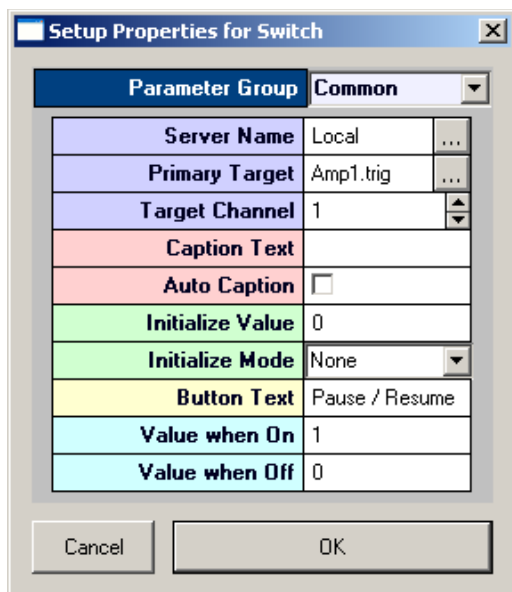 Setup Properties for Switch
Parameter Group Common
Server Name Local ...
Primary Target Amp1.trig ...
Target Channel 1
Caption Text
Auto Caption
Initialize Value 0
Initialize Mode None
Button Text Pause / Resume
Value when On 1
Value when Off 0
Cancel OK